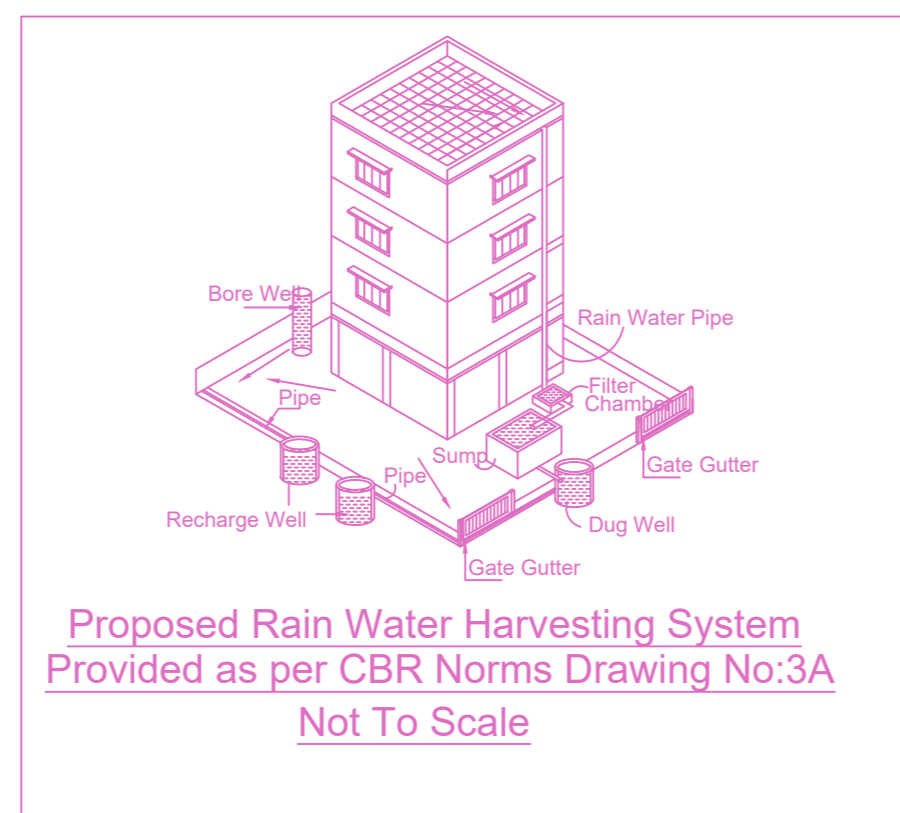 Bore Well
Rain Water Pipe
Filter
Chamber
Pipe
Sump
Pipe
Gate Gutter
Recharge Well
Dug Well
Gate Gutter
Proposed Rain Water Harvesting System
Provided as per CBR Norms Drawing No:3A
Not To Scale